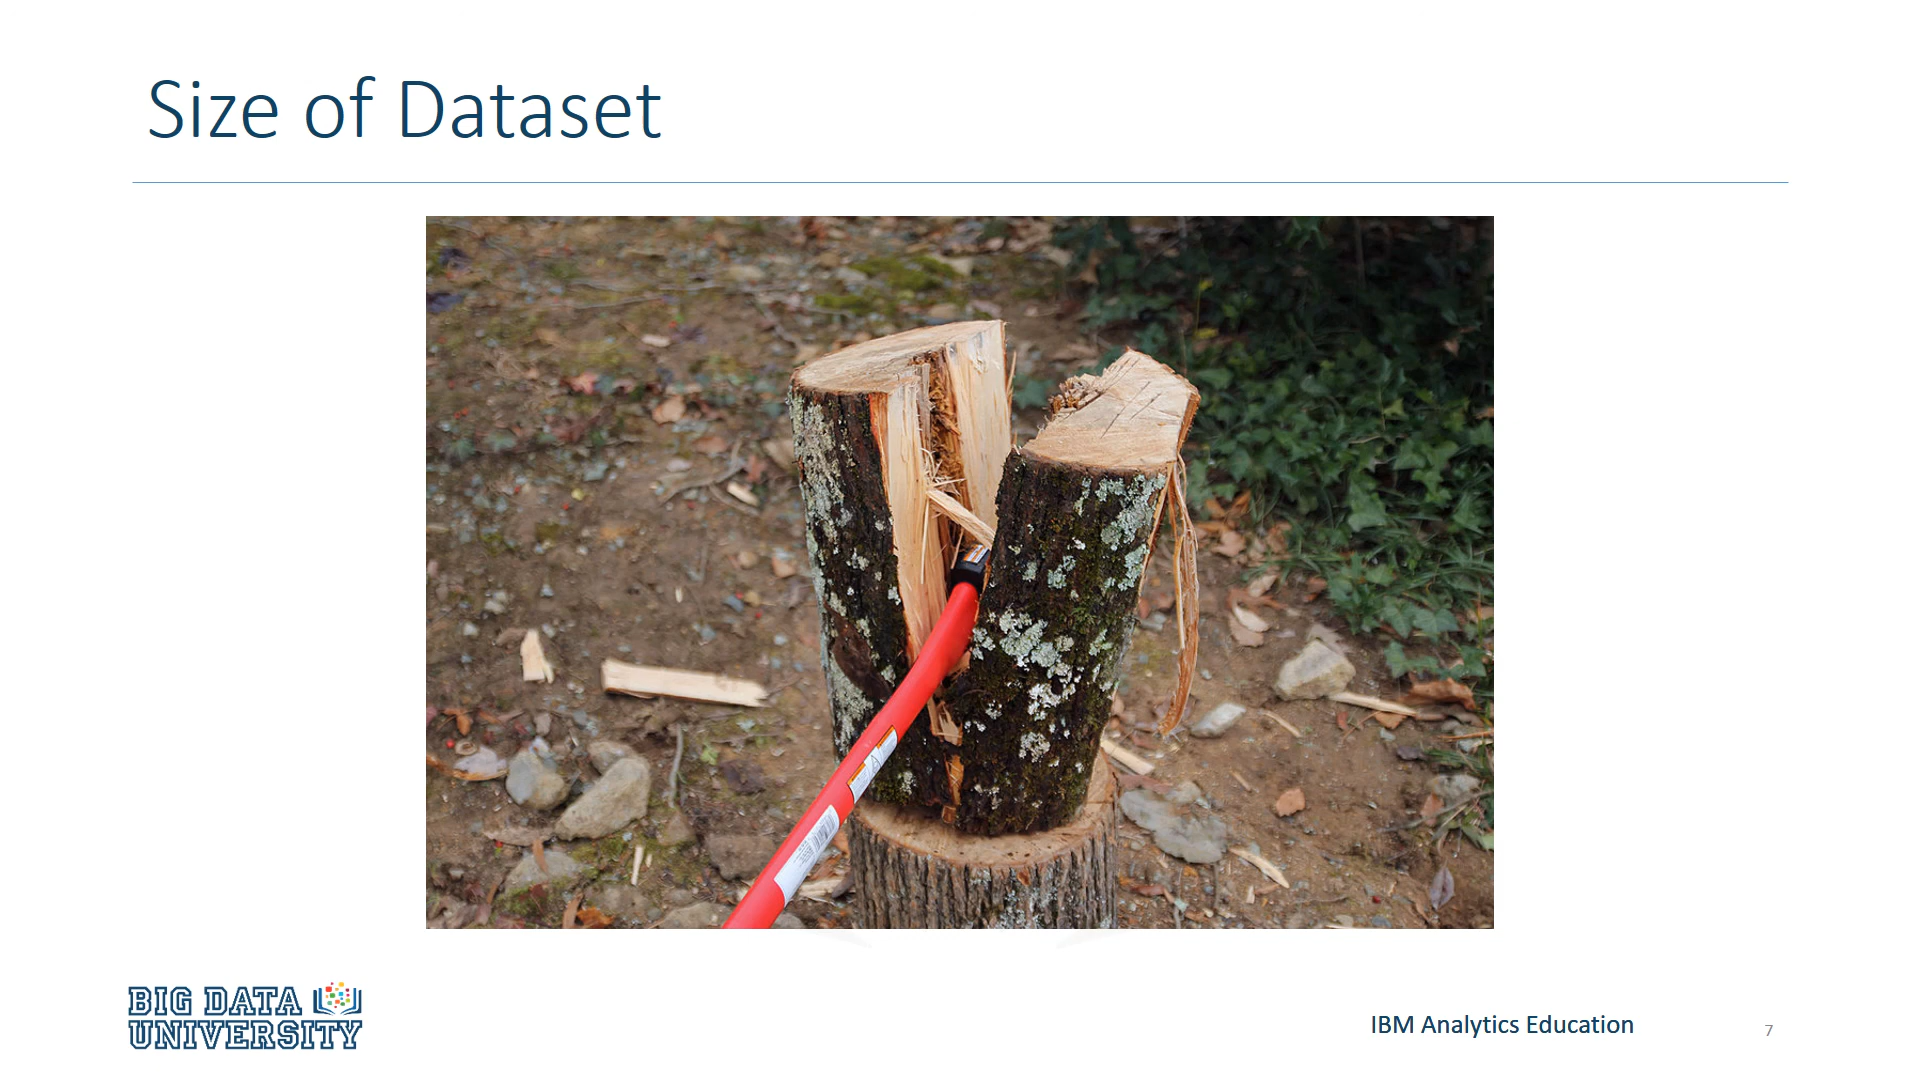 Size of Dataset
BIG DATA
UNIVERSITY
IBM Analytics Education
7